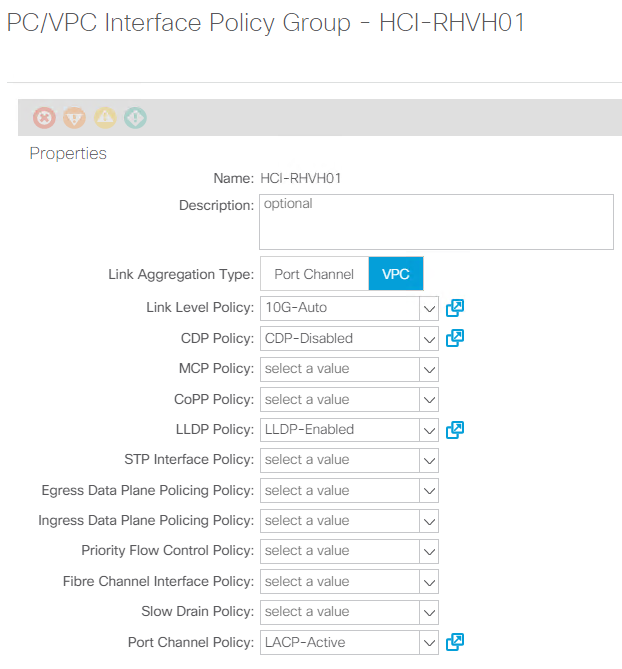 PC/VPC Interface Policy Group - HCI-RHVH01
Properties
Name: HCI-RHVH01
Description: optional
Link Aggregation Type: Port Channel VPC
Link Level Policy: 10G-Auto
CDP Policy: CDP-Disabled
MCP Policy: select a value
CoPP Policy: select a value
LLDP Policy: LLDP-Enabled
STP Interface Policy: select a value
Egress Data Plane Policing Policy: select a value
Ingress Data Plane Policing Policy: select a value
Priority Flow Control Policy: select a value
Fibre Channel Interface Policy: select a value
Slow Drain Policy: select a value
Port Channel Policy: LACP-Active